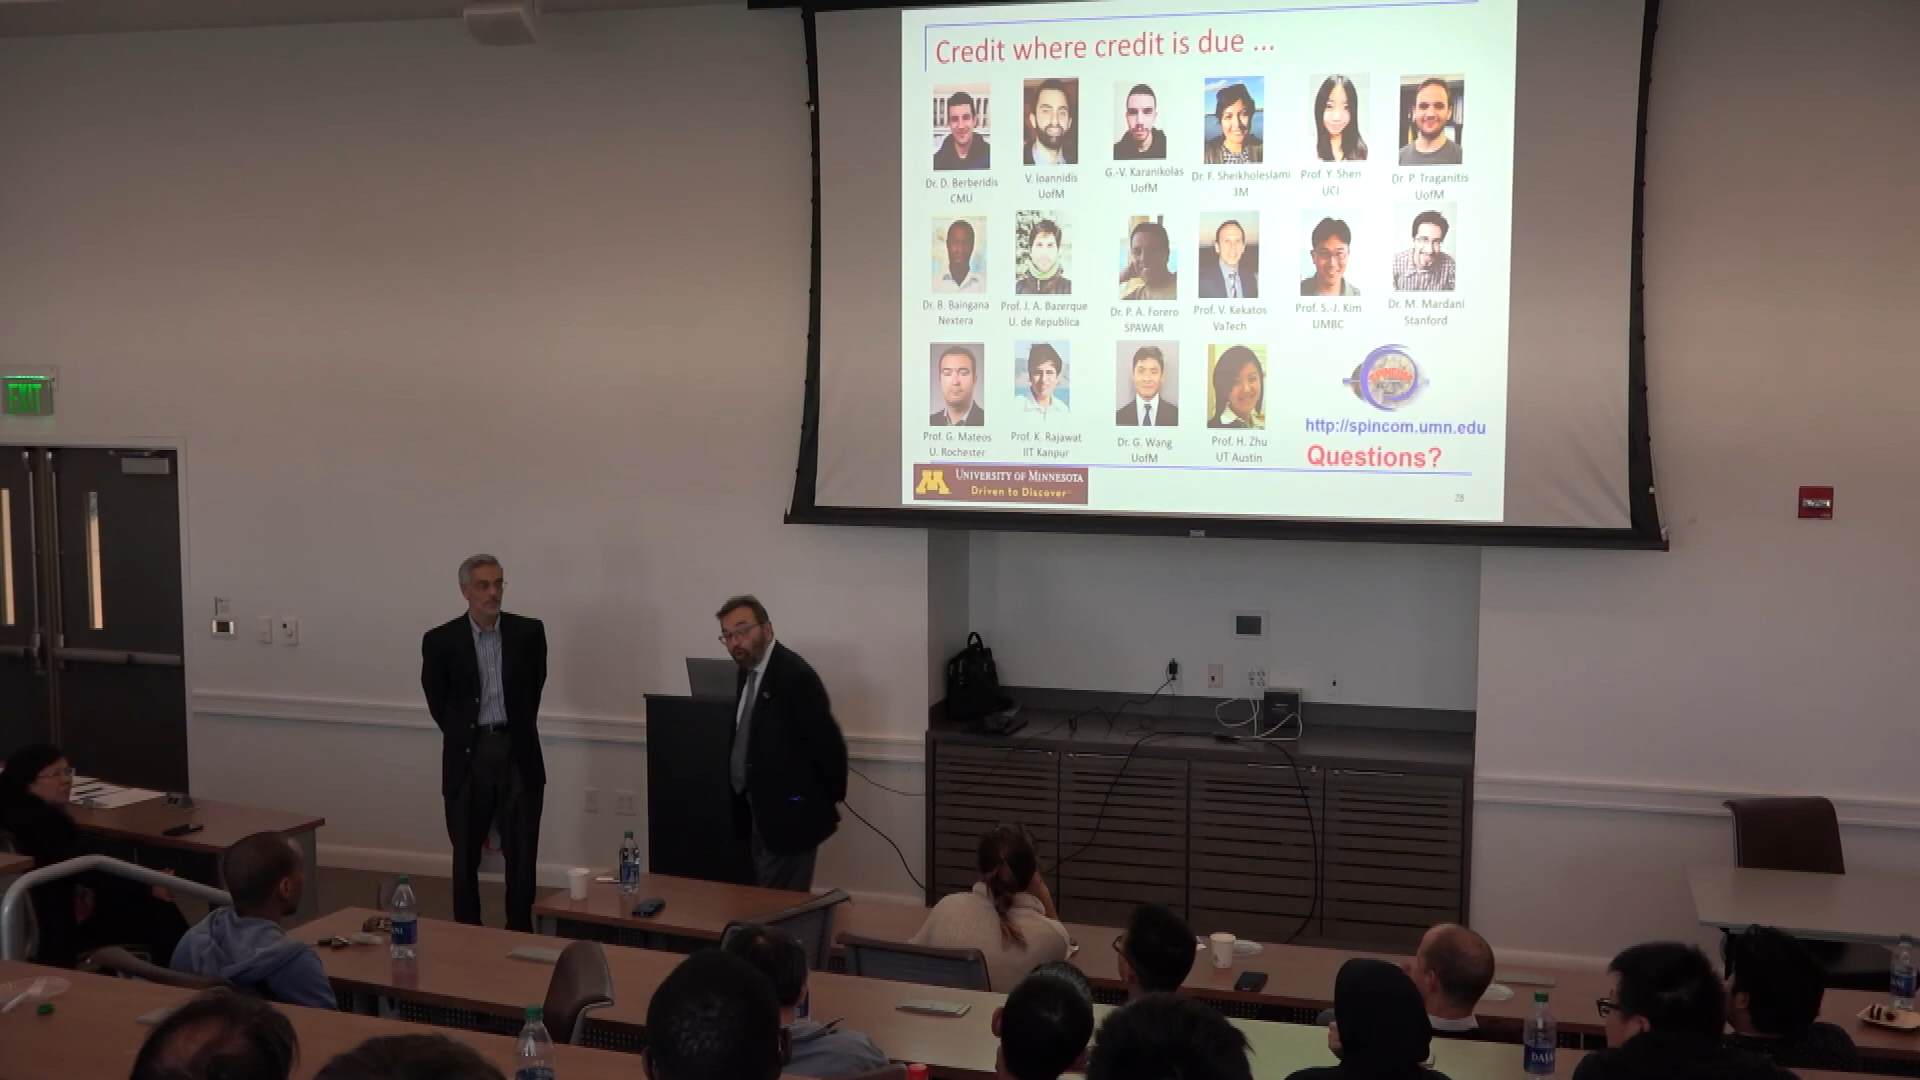 Credit where credit is due ...
Dr. D. Berberidis
CMU
V. Ioannidis
UofM
G.-V. Karanikolas
UofM
Dr. F. Sheikholeslami
3M
Prof. Y. Shen
UCI
Dr. P. Traganitis
UofM
Dr. B. Baingana
Nextera
Prof. J. A. Bazerque
U. de Republica
Dr. P. A. Forero
SPAWAR
Prof. V. Kekatos
VaTech
Prof. S.-J. Kim
UMBC
Dr. M. Mardani
Stanford
Prof. G. Mateos
U. Rochester
Prof. K. Rajawat
IIT Kanpur
Dr. G. Wang
UofM
Prof. H. Zhu
UT Austin
SPINCOM
http://spincom.umn.edu
Questions?
M
UNIVERSITY OF MINNESOTA
Driven to Discover
28
EXIT
DASANI